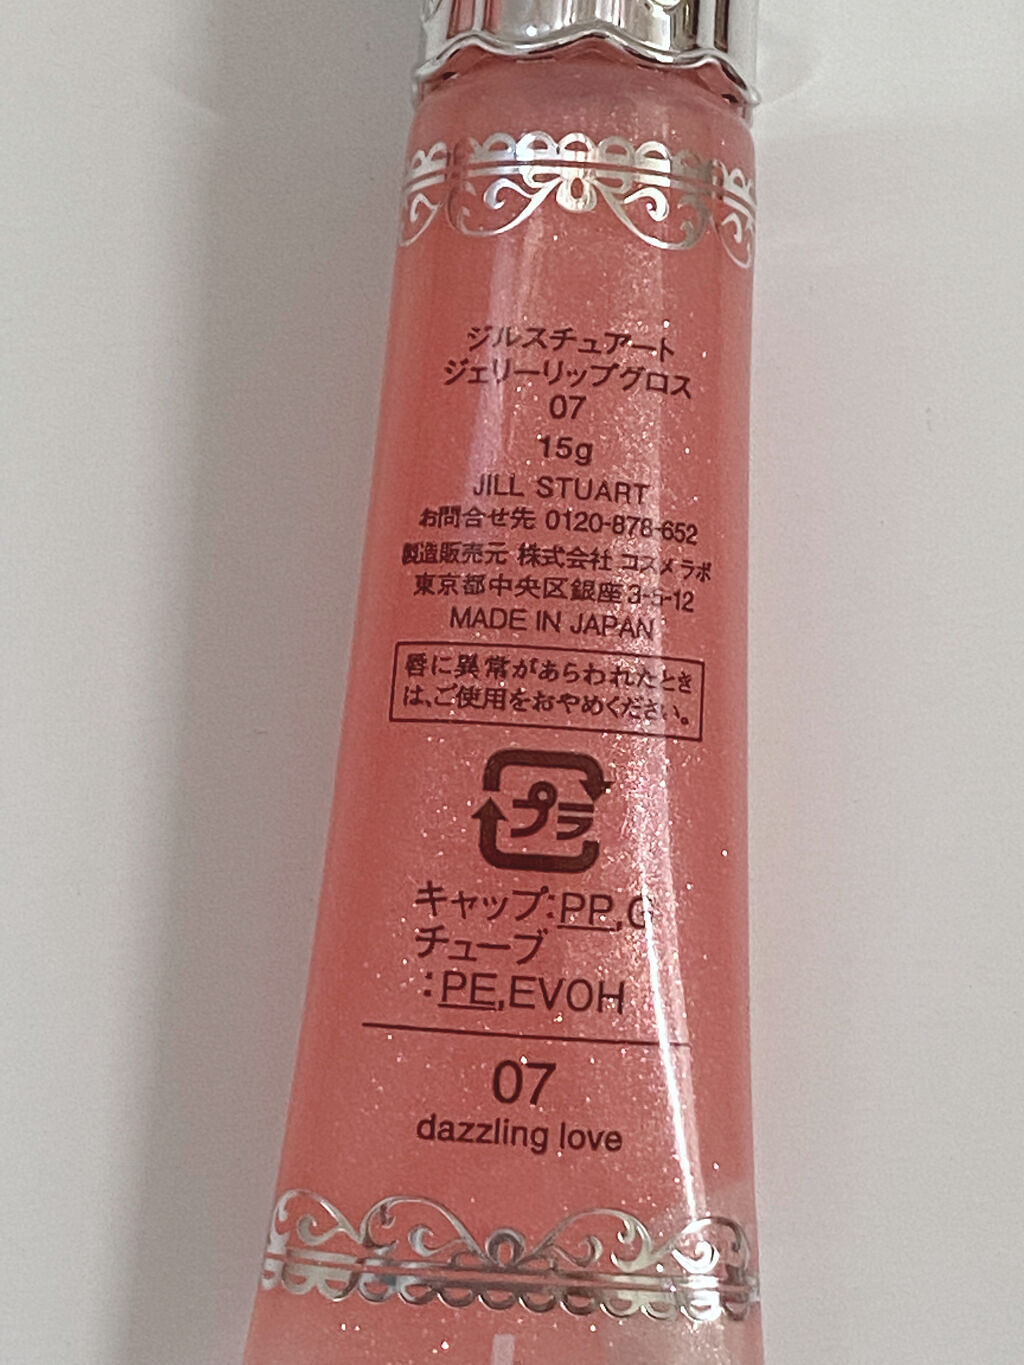 ジルスチュアート
ジェリーリップグロス
07
15g
JILL STUART
お問合せ先 0120-878-652
製造販売元 株式会社 コスメラボ
東京都中央区銀座3-5-12
MADE IN JAPAN
唇に異常があらわれたとき
は、ご使用をおやめください。
プラ
キャップ:PP,
チューブ
:PE,EVOH
07
dazzling love